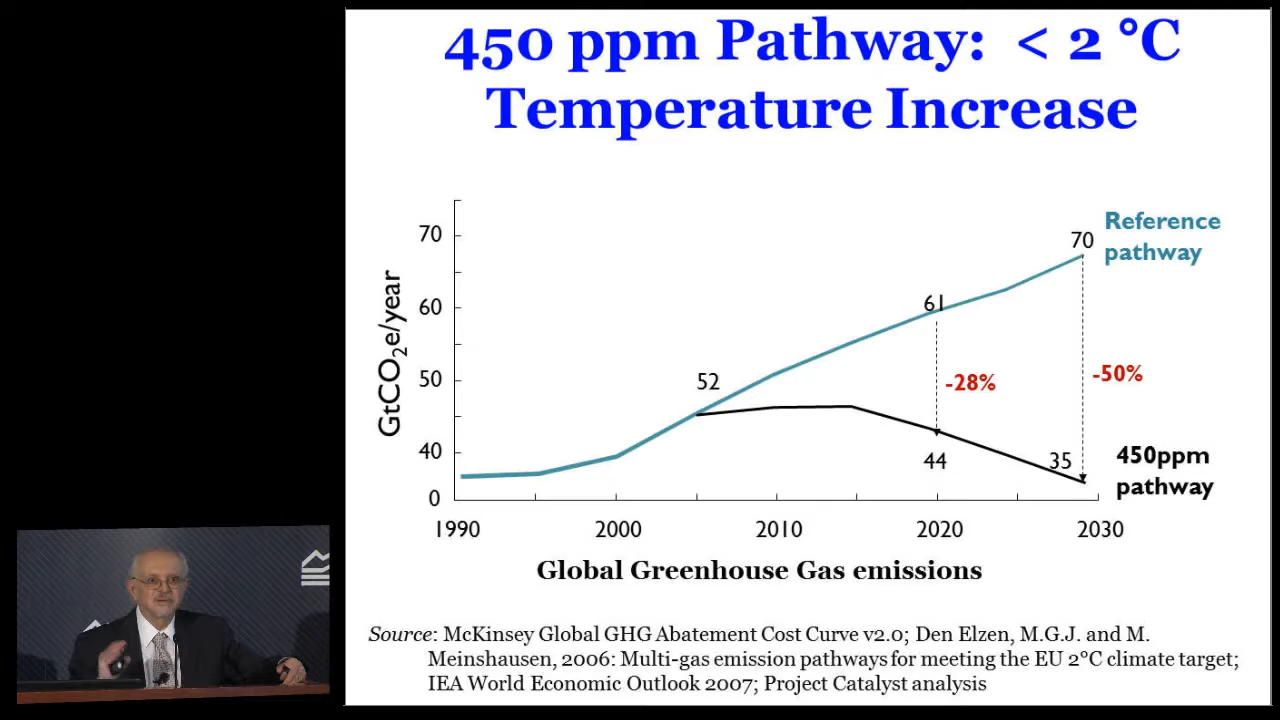 450 ppm Pathway: < 2 °C
Temperature Increase
Reference
pathway
70
70
61
60
GtCO2e/year
52
50
-28%
-50%
40
44
35
450ppm
pathway
0
1990
2000
2010
2020
2030
Global Greenhouse Gas emissions
Source: McKinsey Global GHG Abatement Cost Curve v2.0; Den Elzen, M.G.J. and M.
Meinshausen, 2006: Multi-gas emission pathways for meeting the EU 2°C climate target;
IEA World Economic Outlook 2007; Project Catalyst analysis